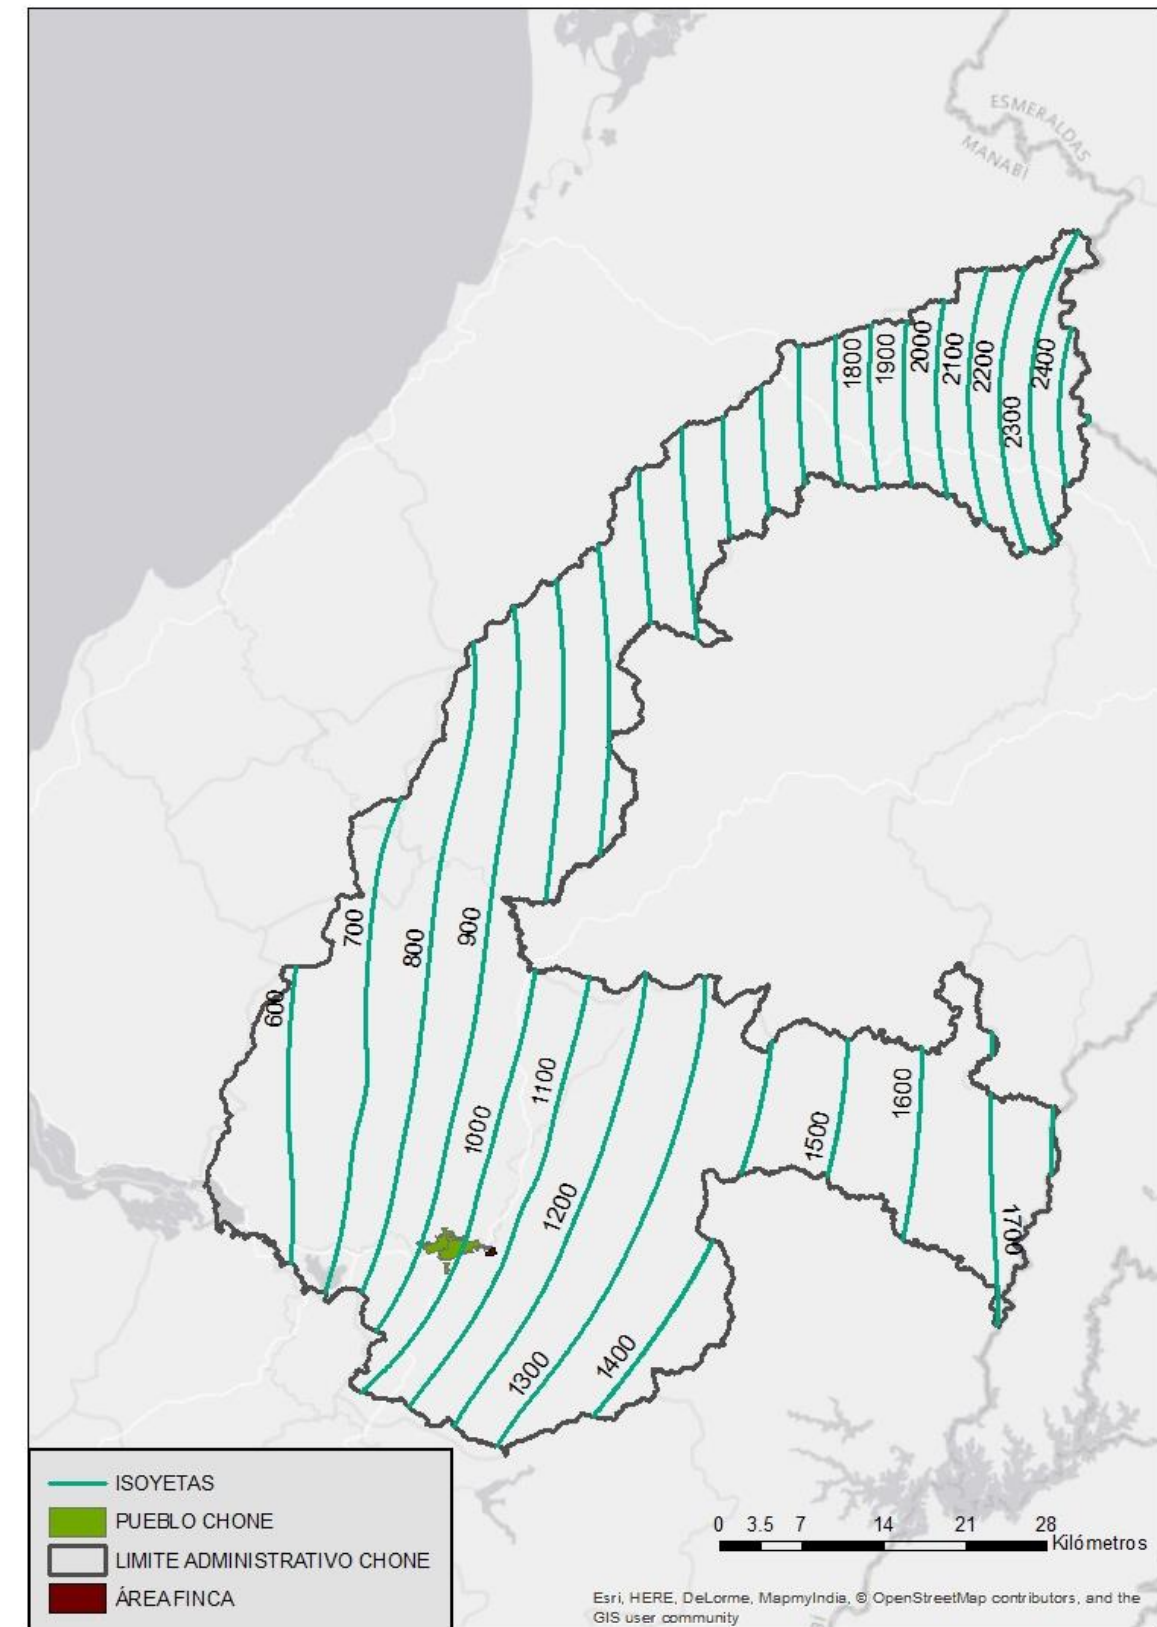 ESMERALDAS
MANABÍ
1800
1900
2000
2100
2200
2300
2400
700
800
900
600
1000
1100
1200
1300
1400
1500
1600
1700
ISOYETAS
PUEBLO CHONE
LIMITE ADMINISTRATIVO CHONE
ÁREA FINCA
0 3.5 7 14 21 28
Kilómetros
Esri, HERE, DeLorme, MapmyIndia, © OpenStreetMap contributors, and the
GIS user community